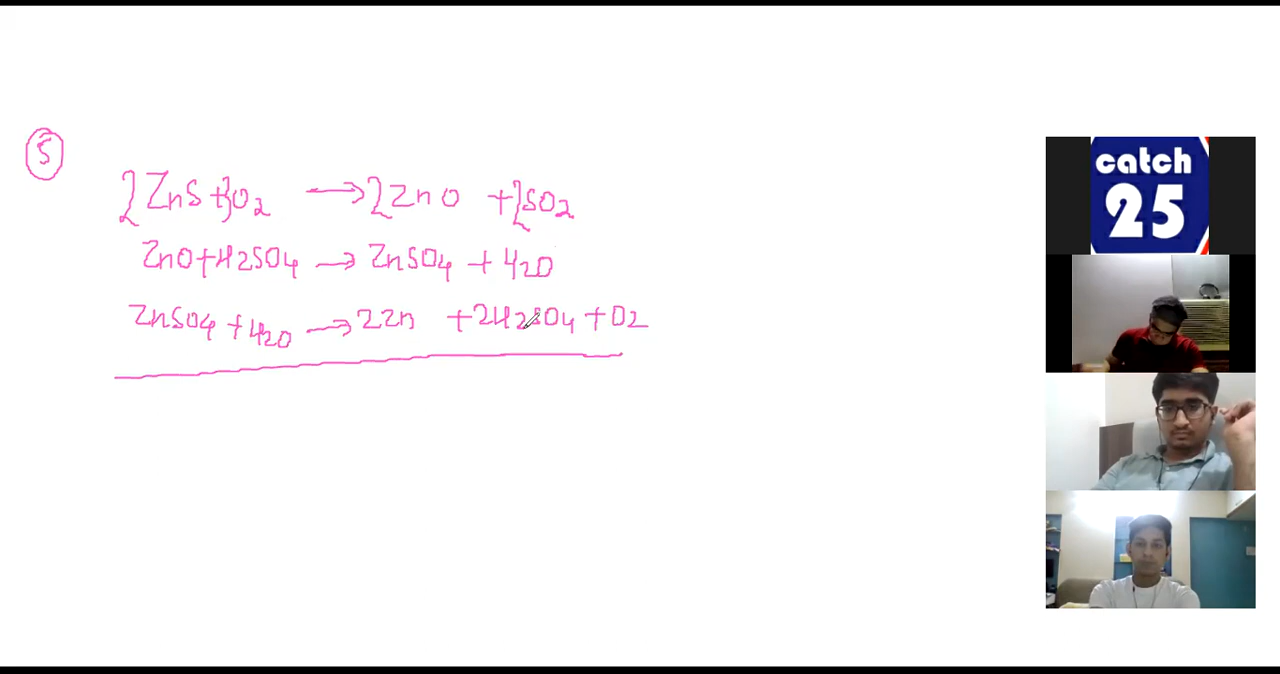 5
2ZnS+3O2 → 2ZnO +2SO2
ZnO+H2SO4 → ZnSO4 + H2O
ZnSO4 + H2O → 2Zn +2H2SO4 + O2
catch
25